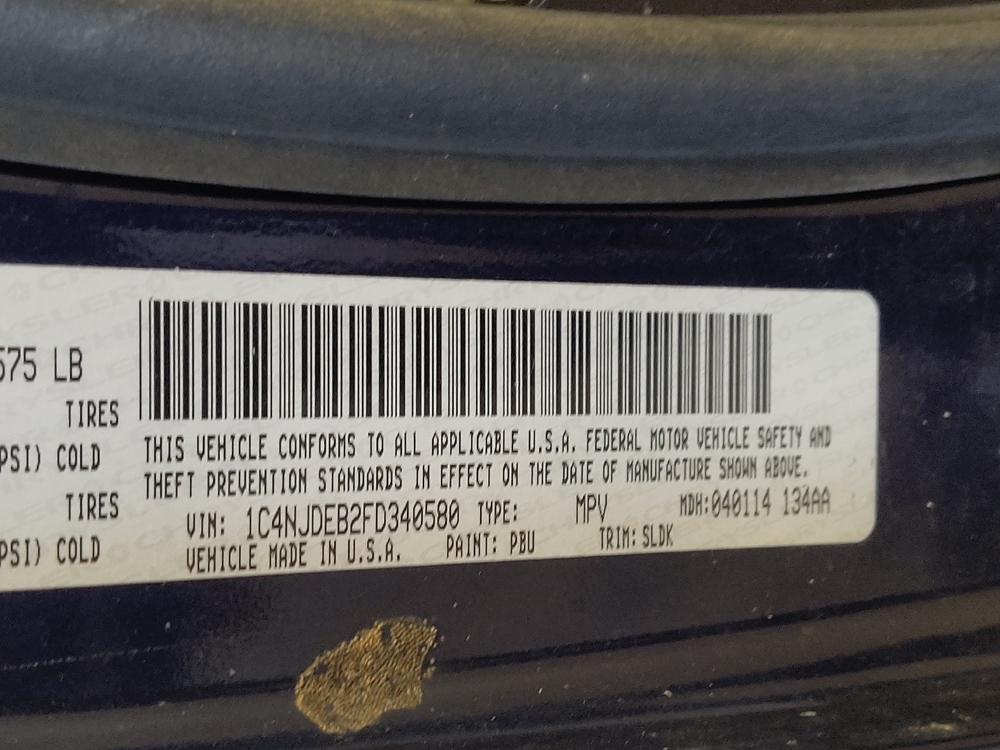 575 LB
TIRES
PSI) COLD
TIRES
PSI) COLD
THIS VEHICLE CONFORMS TO ALL APPLICABLE U.S.A. FEDERAL MOTOR VEHICLE SAFETY AND
THEFT PREVENTION STANDARDS IN EFFECT ON THE DATE OF MANUFACTURE SHOWN ABOVE.
VIN: 1C4NJDEB2FD340580 TYPE: MPV MDH:040114 134AA
VEHICLE MADE IN U.S.A. PAINT: PBU TRIM: SLDK